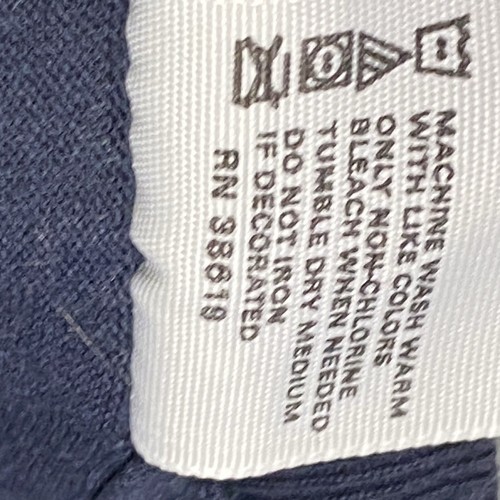 MACHINE WASH WARM
WITH LIKE COLORS
ONLY NON-CHLORINE
BLEACH WHEN NEEDED
TUMBLE DRY MEDIUM
DO NOT IRON
IF DECORATED
RN 38619